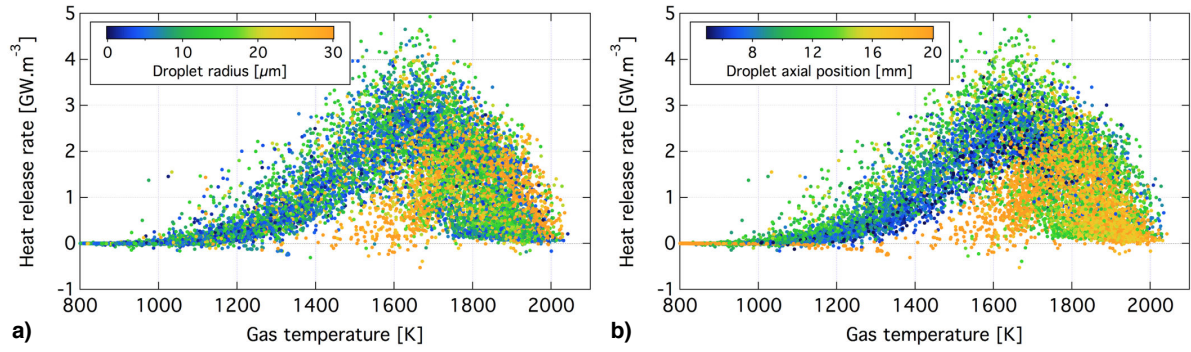 5
4
3
2
1
0
-1
Heat release rate [GW.m-3]
0 10 20 30
Droplet radius [μm]
800 1000 1200 1400 1600 1800 2000
Gas temperature [K]
a)
5
4
3
2
1
0
-1
Heat release rate [GW.m-3]
8 12 16 20
Droplet axial position [mm]
800 1000 1200 1400 1600 1800 2000
Gas temperature [K]
b)